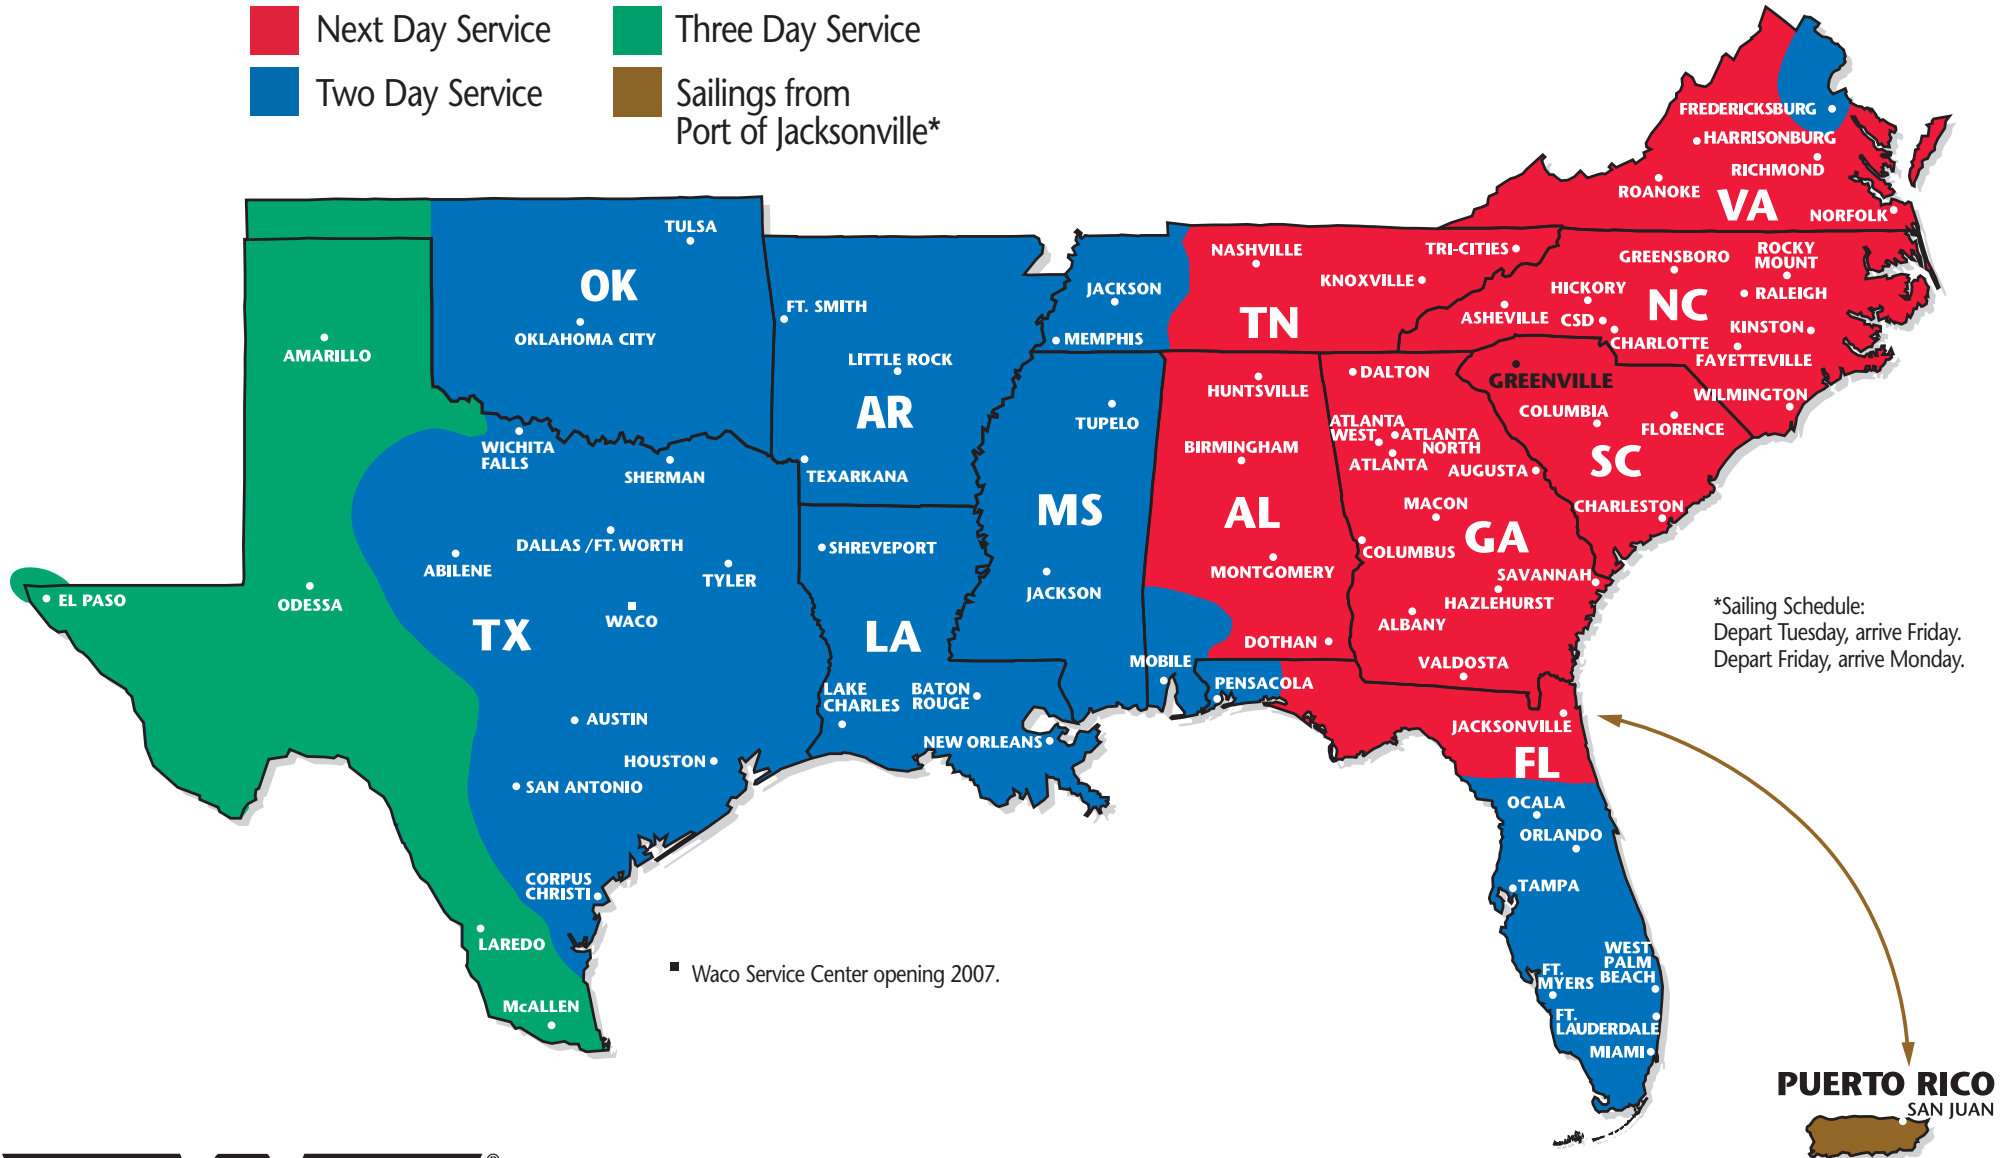 Next Day Service
Three Day Service
Two Day Service
Sailings from
Port of Jacksonville*
FREDERICKSBURG
HARRISONBURG
RICHMOND
ROANOKE
VA
NORFOLK
TULSA
OK
OKLAHOMA CITY
FT. SMITH
LITTLE ROCK
AR
TEXARKANA
JACKSON
MEMPHIS
NASHVILLE
TRI-CITIES
KNOXVILLE
TN
GREENSBORO
ROCKY
MOUNT
HICKORY
NC
RALEIGH
ASHEVILLE
CSD
KINSTON
CHARLOTTE
FAYETTEVILLE
WILMINGTON
AMARILLO
WICHITA
FALLS
SHERMAN
DALLAS /FT. WORTH
ABILENE
TYLER
EL PASO
ODESSA
WACO
TX
AUSTIN
HOUSTON
SAN ANTONIO
CORPUS
CHRISTI
LAREDO
McALLEN
SHREVEPORT
LA
LAKE
CHARLES
BATON
ROUGE
NEW ORLEANS
TUPELO
MS
JACKSON
HUNTSVILLE
BIRMINGHAM
AL
MONTGOMERY
DOTHAN
MOBILE
PENSACOLA
DALTON
ATLANTA
WEST
ATLANTA
NORTH
ATLANTA
AUGUSTA
MACON
GA
COLUMBUS
SAVANNAH
HAZLEHURST
ALBANY
VALDOSTA
GREENVILLE
COLUMBIA
FLORENCE
SC
CHARLESTON
JACKSONVILLE
FL
OCALA
ORLANDO
TAMPA
WEST
PALM
BEACH
FT.
MYERS
FT.
LAUDERDALE
MIAMI
*Sailing Schedule:
Depart Tuesday, arrive Friday.
Depart Friday, arrive Monday.
■ Waco Service Center opening 2007.
PUERTO RICO
SAN JUAN
®